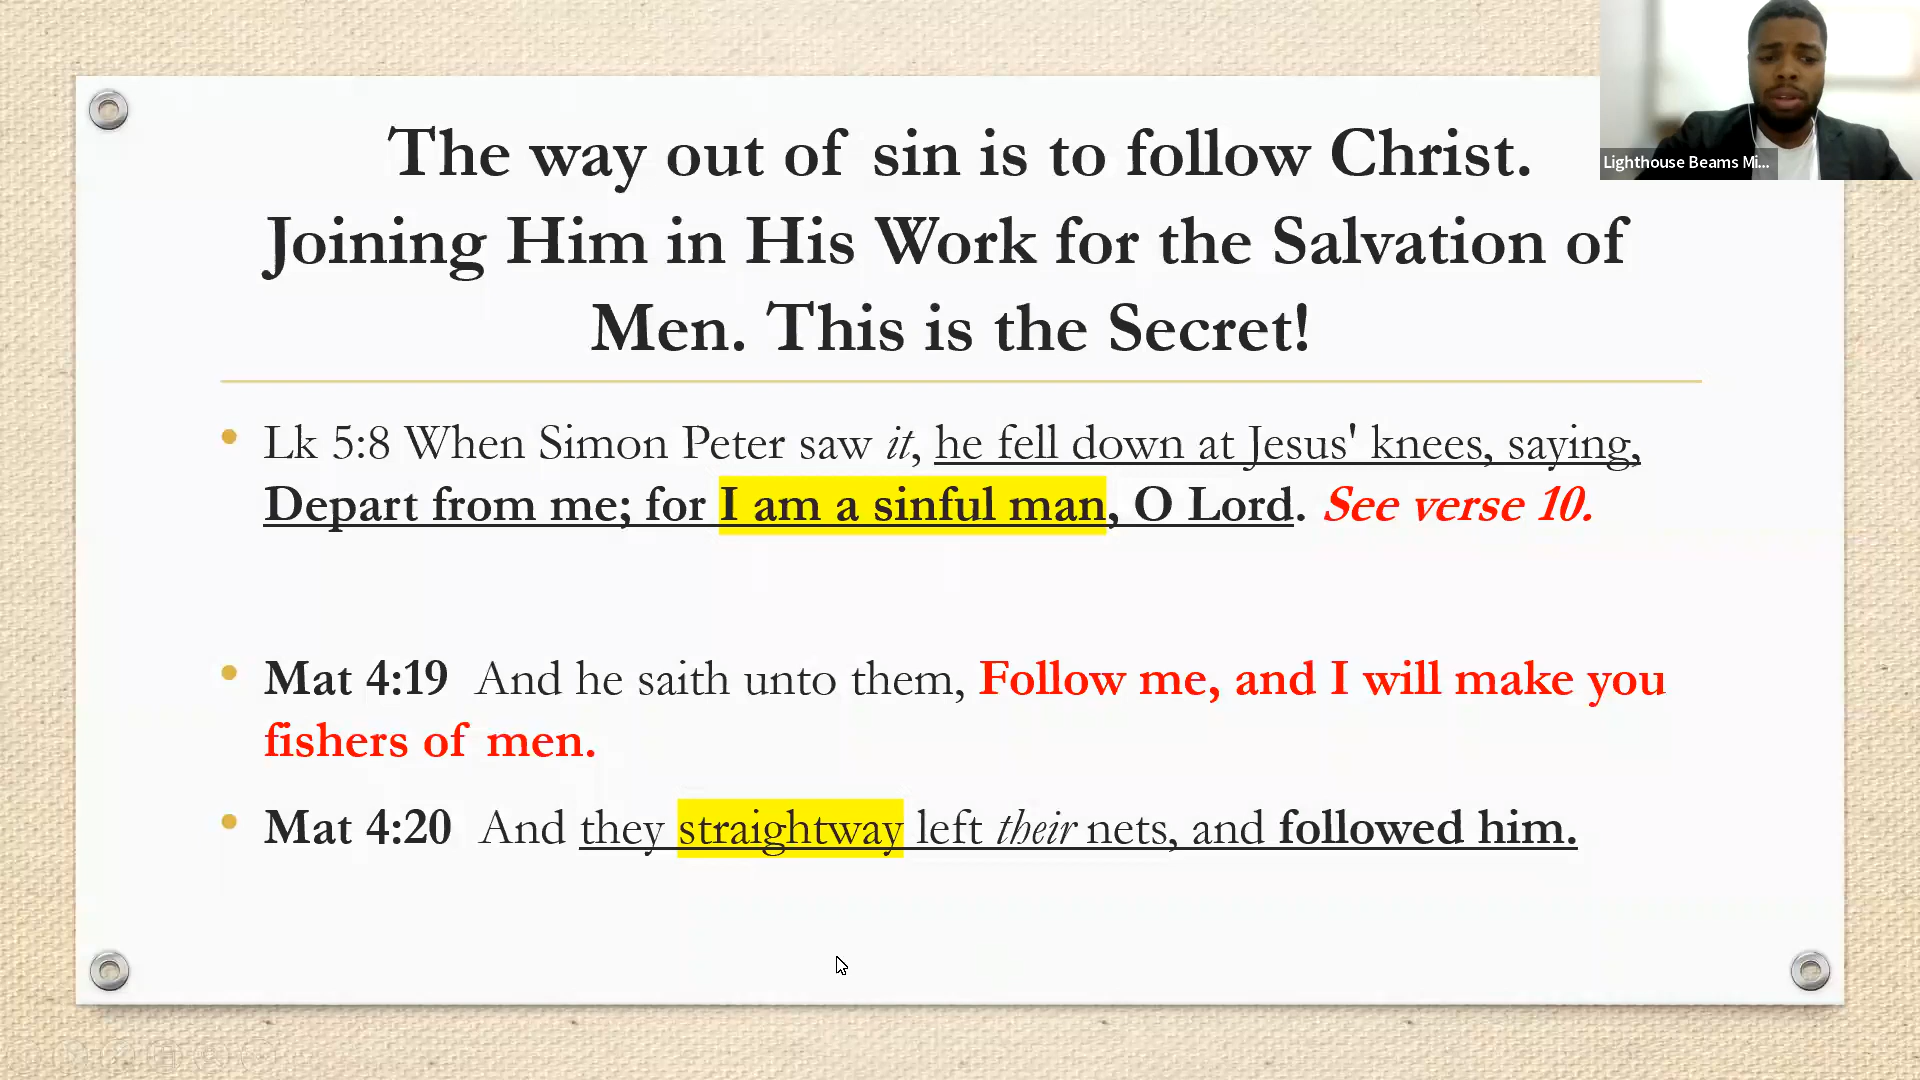 The way out of sin is to follow Christ.
Joining Him in His Work for the Salvation of
Men. This is the Secret!
Lighthouse Beams Mi...
• Lk 5:8 When Simon Peter saw it, he fell down at Jesus' knees, saying,
Depart from me; for I am a sinful man, O Lord. See verse 10.
• Mat 4:19 And he saith unto them, Follow me, and I will make you
fishers of men.
• Mat 4:20 And they straightway left their nets, and followed him.